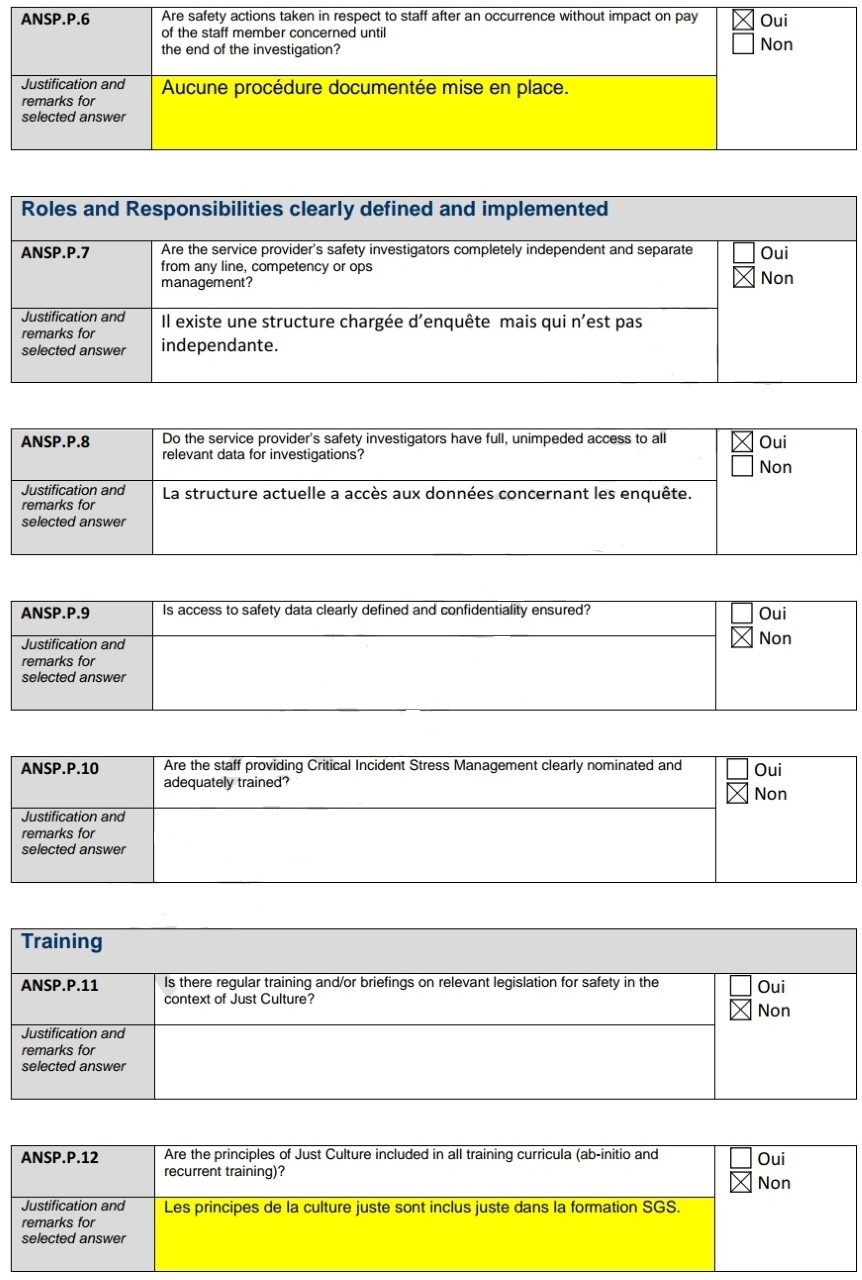 ANSP.P.6
Are safety actions taken in respect to staff after an occurrence without impact on pay
of the staff member concerned until
the end of the investigation?
Oui
Non
Justification and
remarks for
selected answer
Aucune procédure documentée mise en place.
Roles and Responsibilities clearly defined and implemented
ANSP.P.7
Are the service provider's safety investigators completely independent and separate
from any line, competency or ops
management?
Oui
Non
Justification and
remarks for
selected answer
Il existe une structure chargée d'enquête mais qui n'est pas
independante.
ANSP.P.8
Do the service provider's safety investigators have full, unimpeded access to all
relevant data for investigations?
Oui
Non
Justification and
remarks for
selected answer
La structure actuelle a accès aux données concernant les enquête.
ANSP.P.9
Is access to safety data clearly defined and confidentiality ensured?
Oui
Non
Justification and
remarks for
selected answer
ANSP.P.10
Are the staff providing Critical Incident Stress Management clearly nominated and
adequately trained?
Oui
Non
Justification and
remarks for
selected answer
Training
ANSP.P.11
Is there regular training and/or briefings on relevant legislation for safety in the
context of Just Culture?
Oui
Non
Justification and
remarks for
selected answer
ANSP.P.12
Are the principles of Just Culture included in all training curricula (ab-initio and
recurrent training)?
Oui
Non
Justification and
remarks for
selected answer
Les principes de la culture juste sont inclus juste dans la formation SGS.